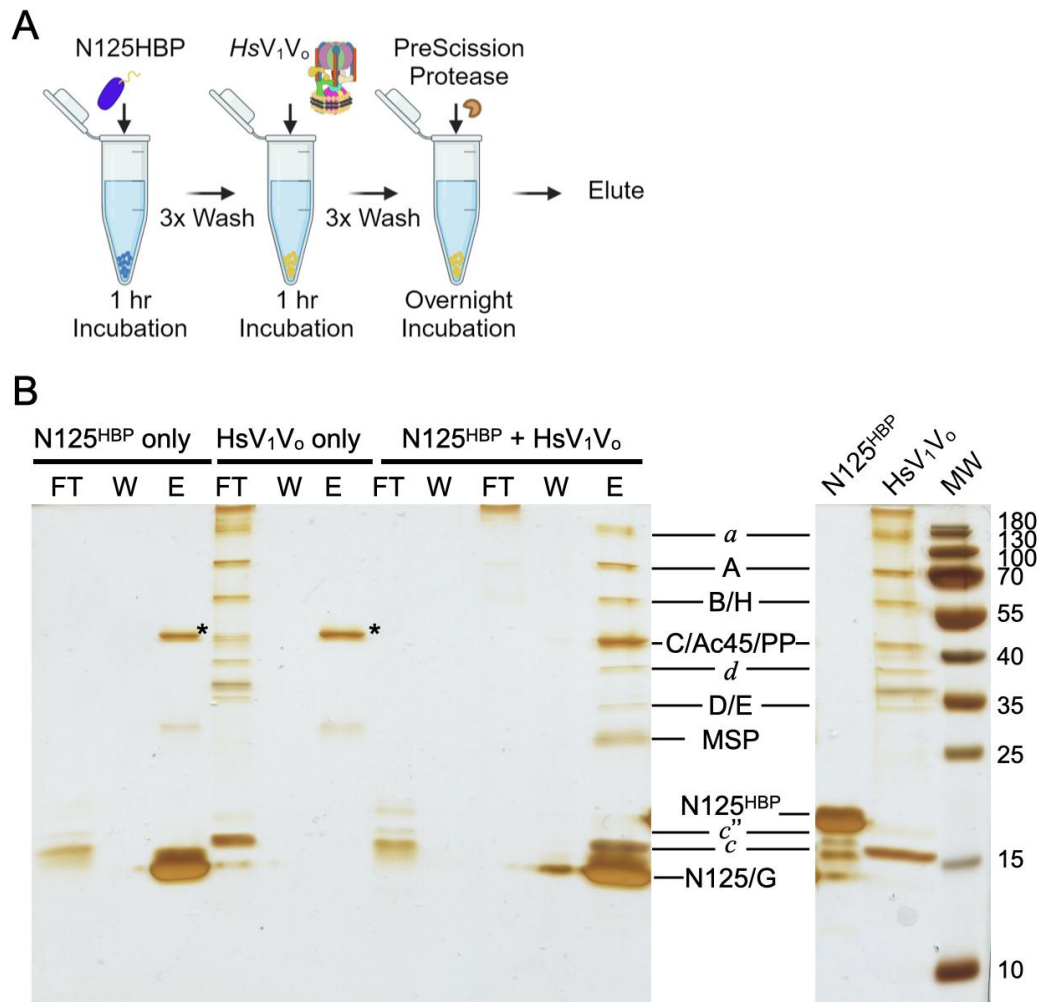 A
N125HBP
HsV₁Vₒ
PreScission
Protease
3x Wash
3x Wash
Elute
1 hr
Incubation
1 hr
Incubation
Overnight
Incubation
B
N125ᴴᴮᴾ only
HsV₁Vₒ only
N125ᴴᴮᴾ + HsV₁Vₒ
FT W E FT W E FT W FT W E
N125ᴴᴮᴾ
HsV₁Vₒ
MW
*
*
a
A
B/H
C/Ac45/PP
d
D/E
MSP
N125ᴴᴮᴾ
c"
c
N125/G
180
130
100
70
55
40
35
25
15
10